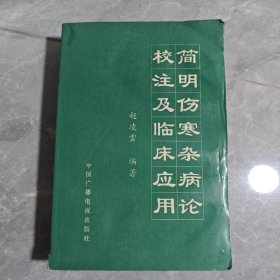 简明伤寒杂病论
校注及临床应用
赵凌云 编著
中国广播电视出版社